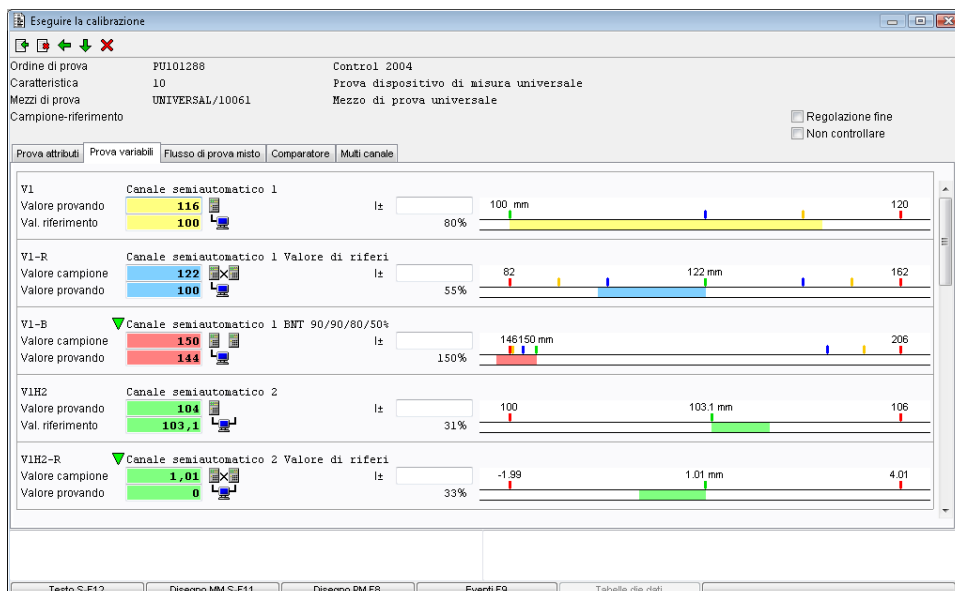 Eseguire la calibrazione
Ordine di prova PU101288 Control 2004
Caratteristica 10 Prova dispositivo di misura universale
Mezzi di prova UNIVERSAL/10061 Mezzo di prova universale
Campione-riferimento
Regolazione fine
Non controllare
Prova attributi Prova variabili Flusso di prova misto Comparatore Multi canale
V1 Canale semiautomatico 1
Valore provando 116 I± 100 mm 120
Val. riferimento 100 80%
V1-R Canale semiautomatico 1 Valore di riferi
Valore campione 122 I± 82 122 mm 162
Valore provando 100 55%
V1-B Canale semiautomatico 1 BNT 90/90/80/50%
Valore campione 150 I± 146 150 mm 206
Valore provando 144 150%
V1H2 Canale semiautomatico 2
Valore provando 104 I± 100 103.1 mm 106
Val. riferimento 103,1 31%
V1H2-R Canale semiautomatico 2 Valore di riferi
Valore campione 1,01 I± -1.99 1.01 mm 4.01
Valore provando 0 33%
Testo S-F12 Disegno MM S-F11 Disegno PM F8 Eventi F9 Tabelle die dati